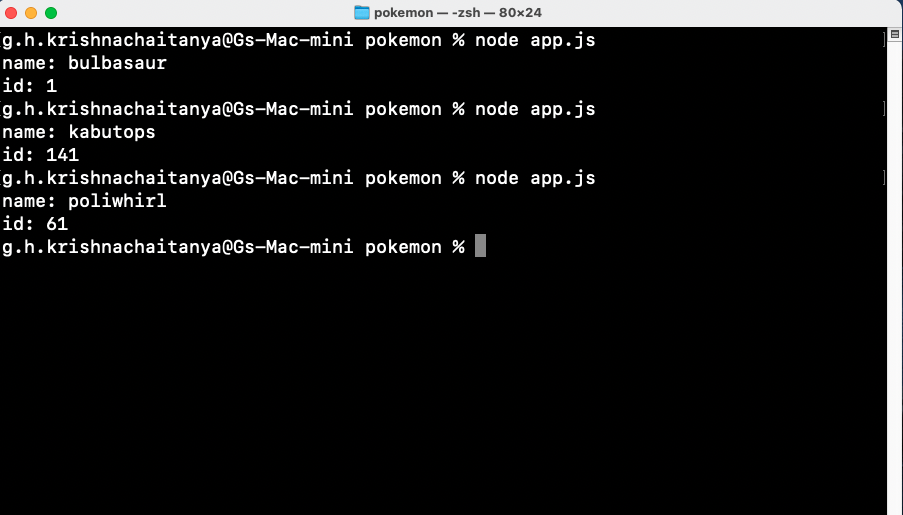 pokemon — -zsh — 80×24
g.h.krishnachaitanya@Gs-Mac-mini pokemon % node app.js
name: bulbasaur
id: 1
g.h.krishnachaitanya@Gs-Mac-mini pokemon % node app.js
name: kabutops
id: 141
g.h.krishnachaitanya@Gs-Mac-mini pokemon % node app.js
name: poliwhirl
id: 61
g.h.krishnachaitanya@Gs-Mac-mini pokemon %